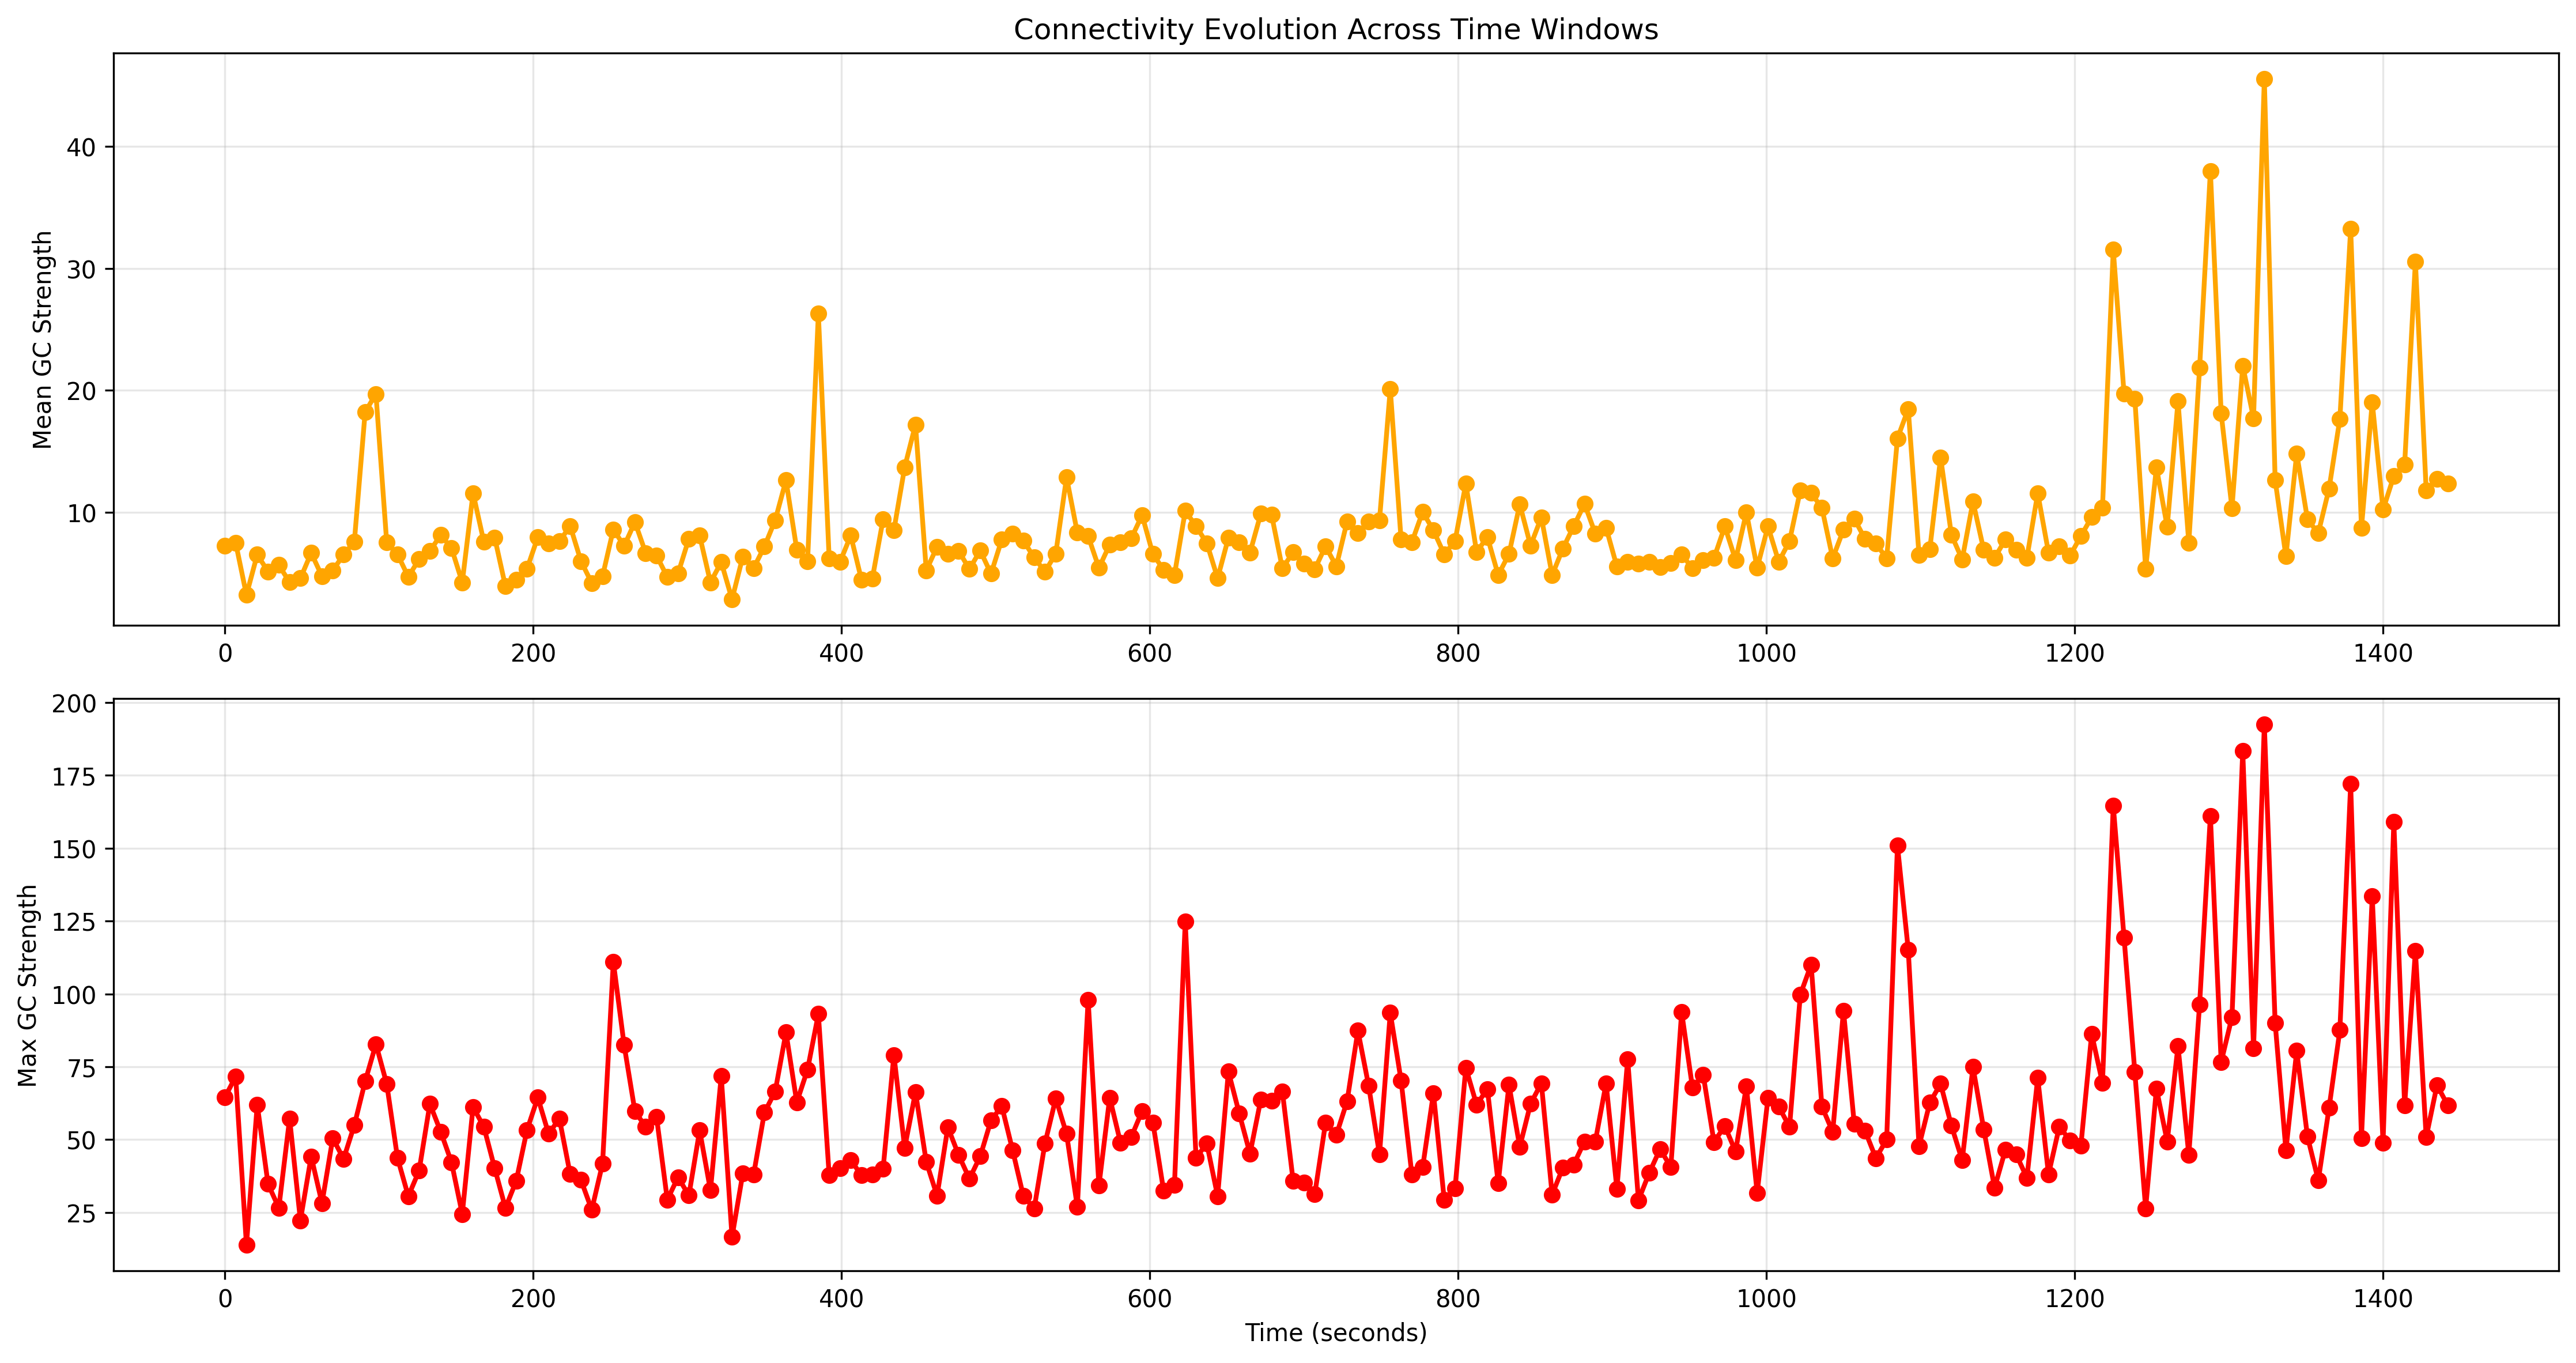 Connectivity Evolution Across Time Windows
Mean GC Strength
40
30
20
10
0 200 400 600 800 1000 1200 1400
Max GC Strength
200
175
150
125
100
75
50
25
0 200 400 600 800 1000 1200 1400
Time (seconds)